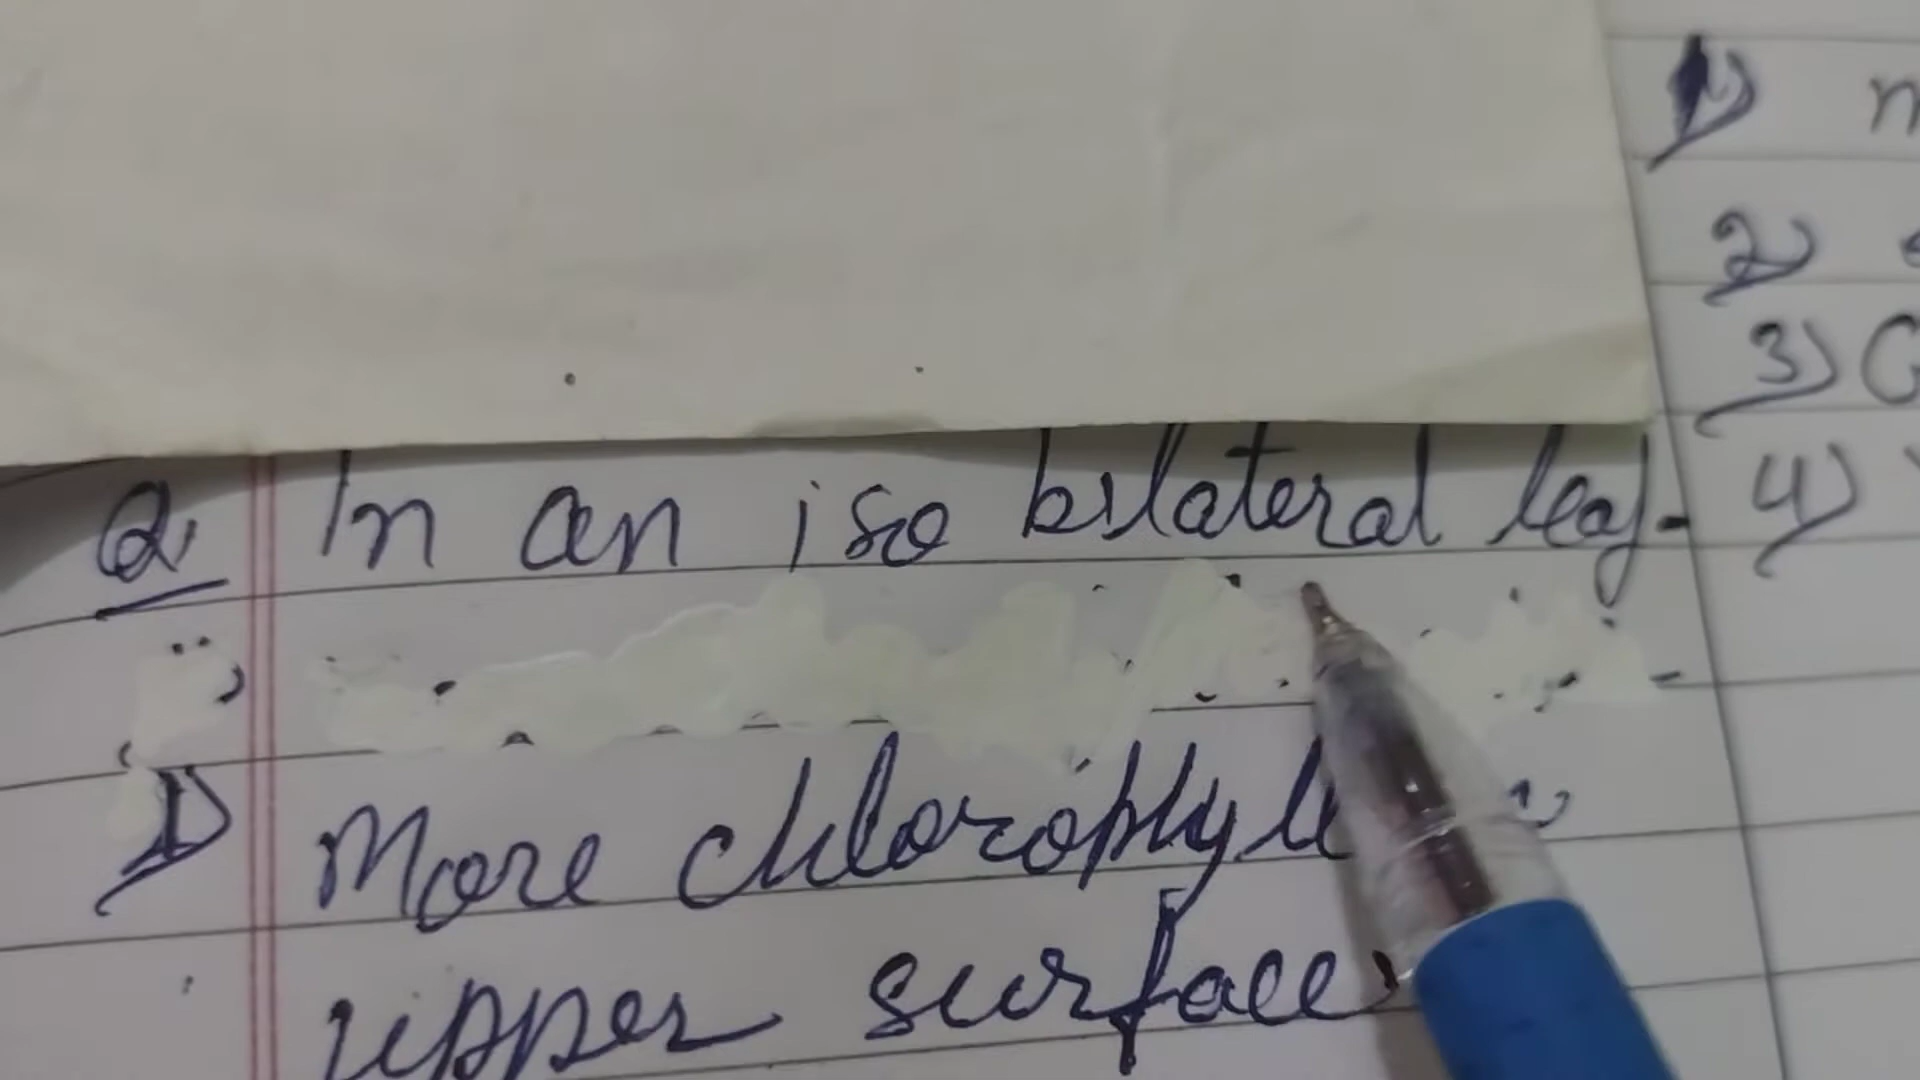 Q. In an iso bilateral leaf-
1) More chlorophyll
upper surface
1)
2)
3)
4)